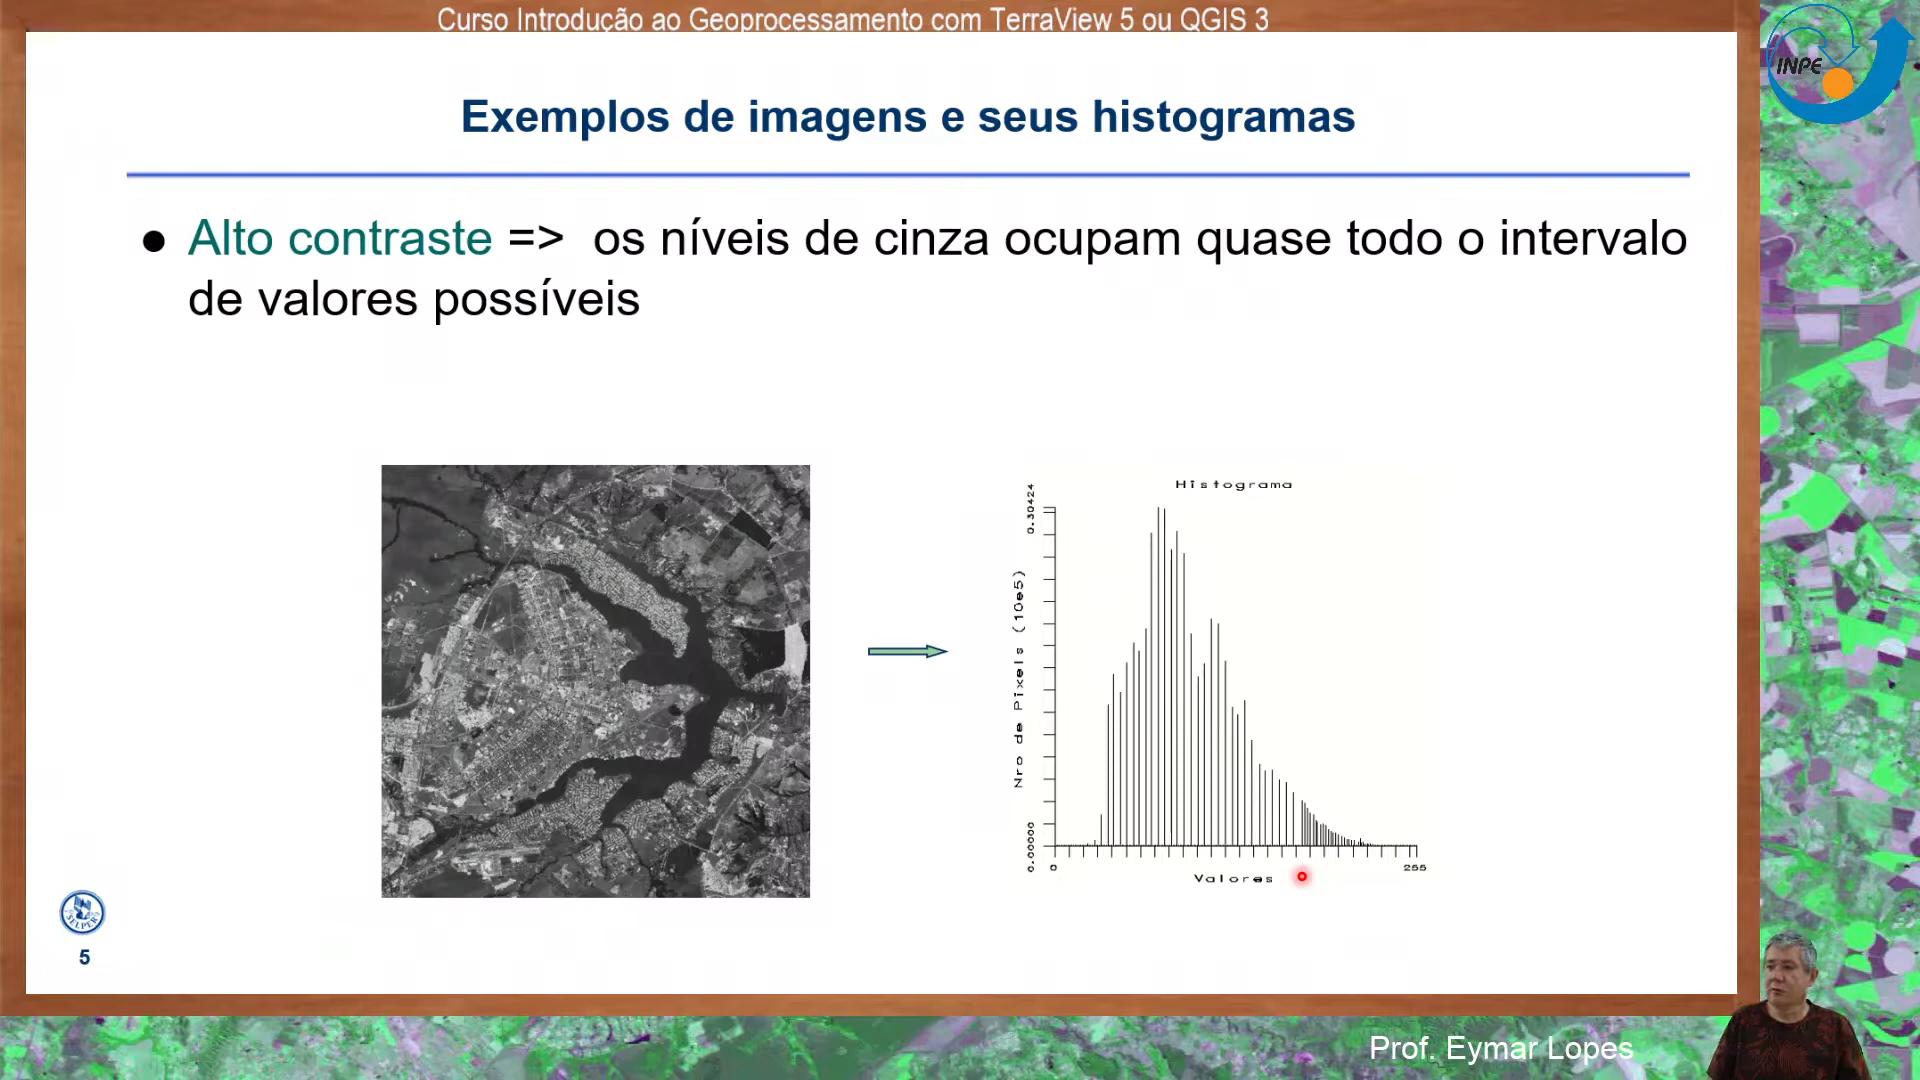 Curso Introdução ao Geoprocessamento com TerraView 5 ou QGIS 3
INPE
Exemplos de imagens e seus histogramas
● Alto contraste => os níveis de cinza ocupam quase todo o intervalo
de valores possíveis
Histograma
0.30424
Nro de Pixels (10e5)
0.00000
0
255
Valores
SELPER
5
Prof. Eymar Lopes